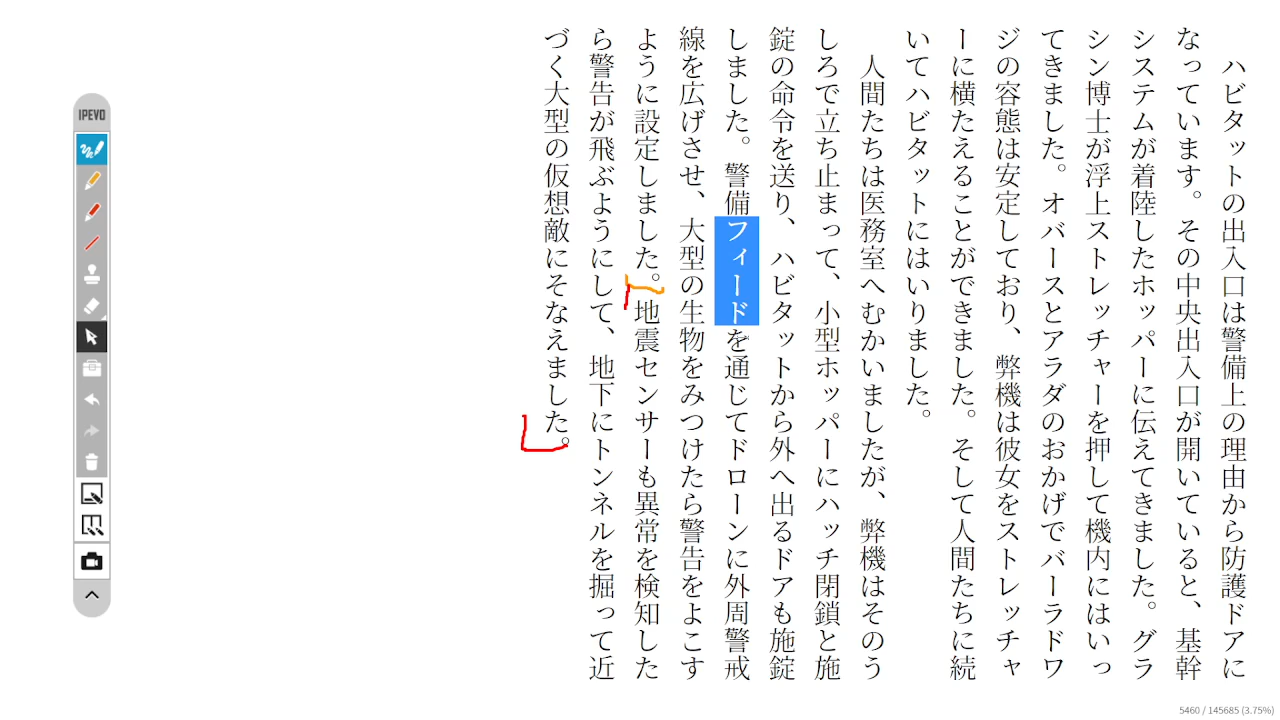 ハビタットの出入口は警備上の理由から防護ドアに
なっています。その中央出入口が開いていると、基幹
システムが着陸したホッパーに伝えてきました。グラ
シン博士が浮上ストレッチャーを押して機内にはいっ
てきました。オバースとアラダのおかげでバーラドワ
ジの容態は安定しており、弊機は彼女をストレッチャ
ーに横たえることができました。そして人間たちに続
いてハビタットにはいりました。
人間たちは医務室へむかいましたが、弊機はそのう
しろで立ち止まって、小型ホッパーにハッチ閉鎖と施
錠の命令を送り、ハビタットから外へ出るドアも施錠
しました。警備フィードを通じてドローンに外周警戒
線を広げさせ、大型の生物をみつけたら警告をよこす
ように設定しました。地震センサーも異常を検知した
ら警告が飛ぶようにして、地下にトンネルを掘って近
づく大型の仮想敵にそなえました。
IPEVO
5460 / 145685 (3.75%)